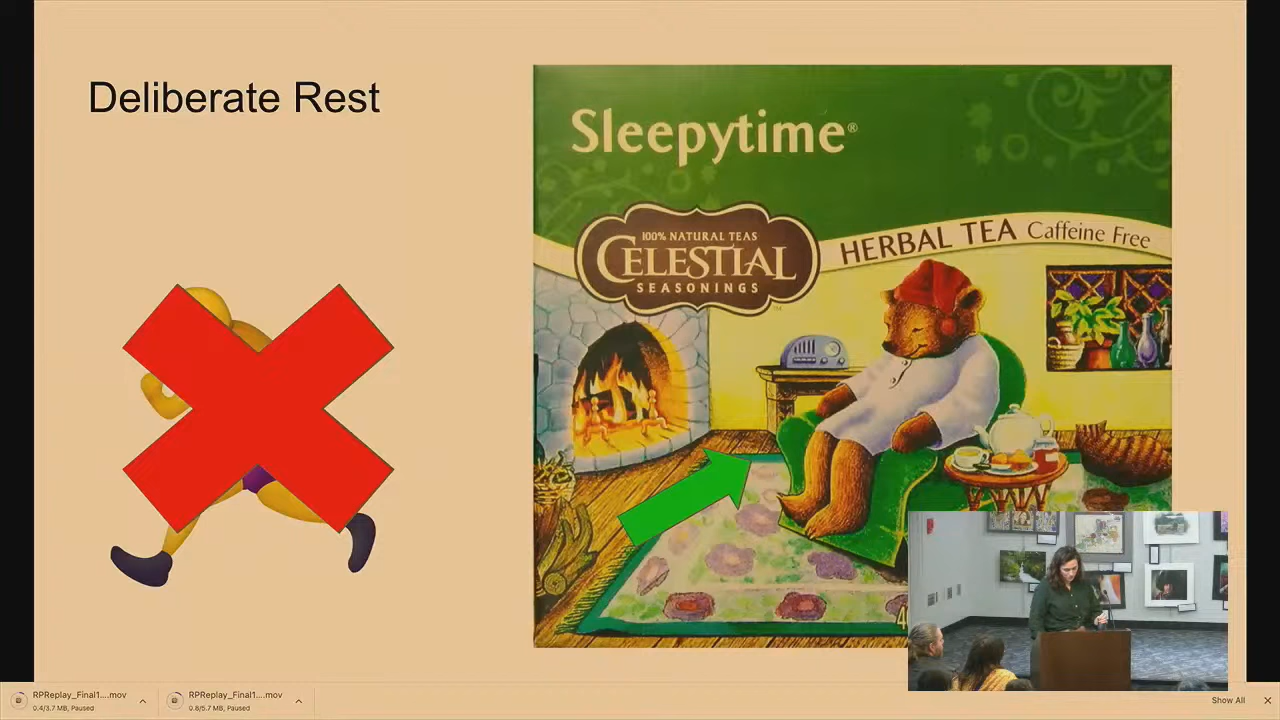 Deliberate Rest
Sleepytime®
100% NATURAL TEAS
CELESTIAL
SEASONINGS
HERBAL TEA Caffeine Free
4
RPReplay_Final1....mov
0.4/3.7 MB, Paused
RPReplay_Final1....mov
0.8/5.7 MB, Paused
Show All